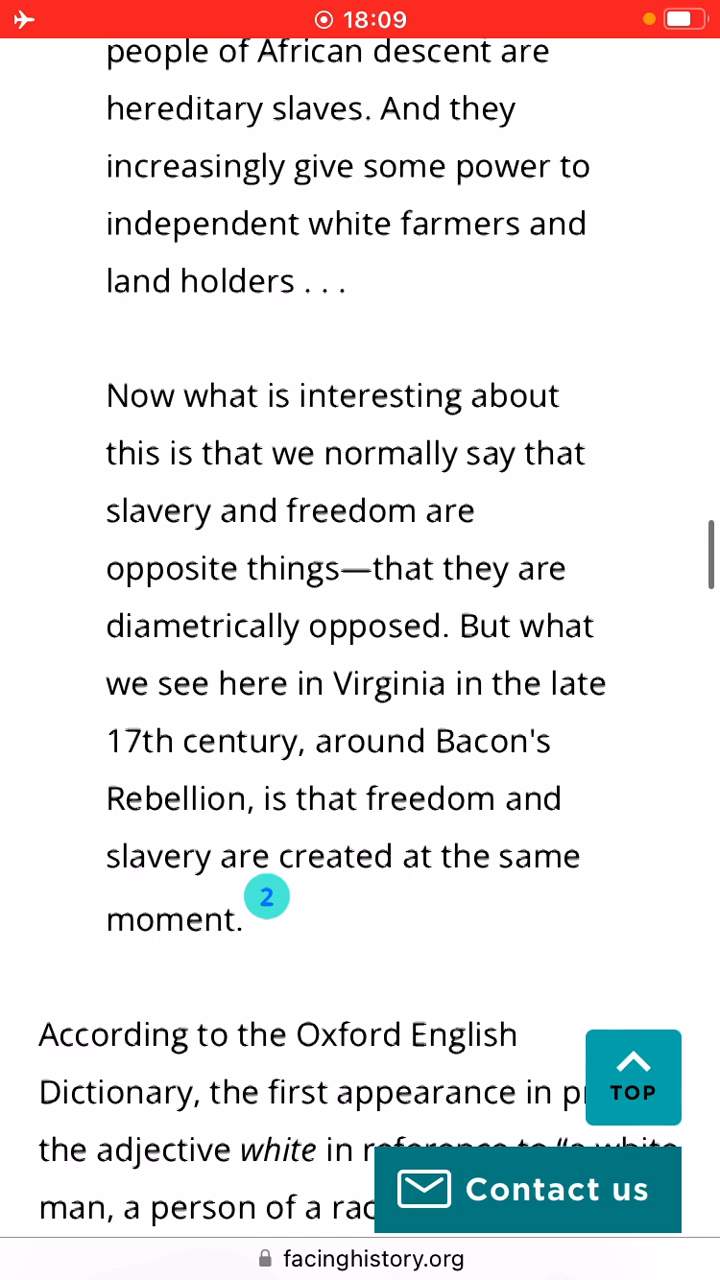 18:09
people of African descent are
hereditary slaves. And they
increasingly give some power to
independent white farmers and
land holders . . .
Now what is interesting about
this is that we normally say that
slavery and freedom are
opposite things—that they are
diametrically opposed. But what
we see here in Virginia in the late
17th century, around Bacon's
Rebellion, is that freedom and
slavery are created at the same
moment. 2
According to the Oxford English
Dictionary, the first appearance in
TOP
the adjective white in reference to "a white
man, a person of a
Contact us
facinghistory.org